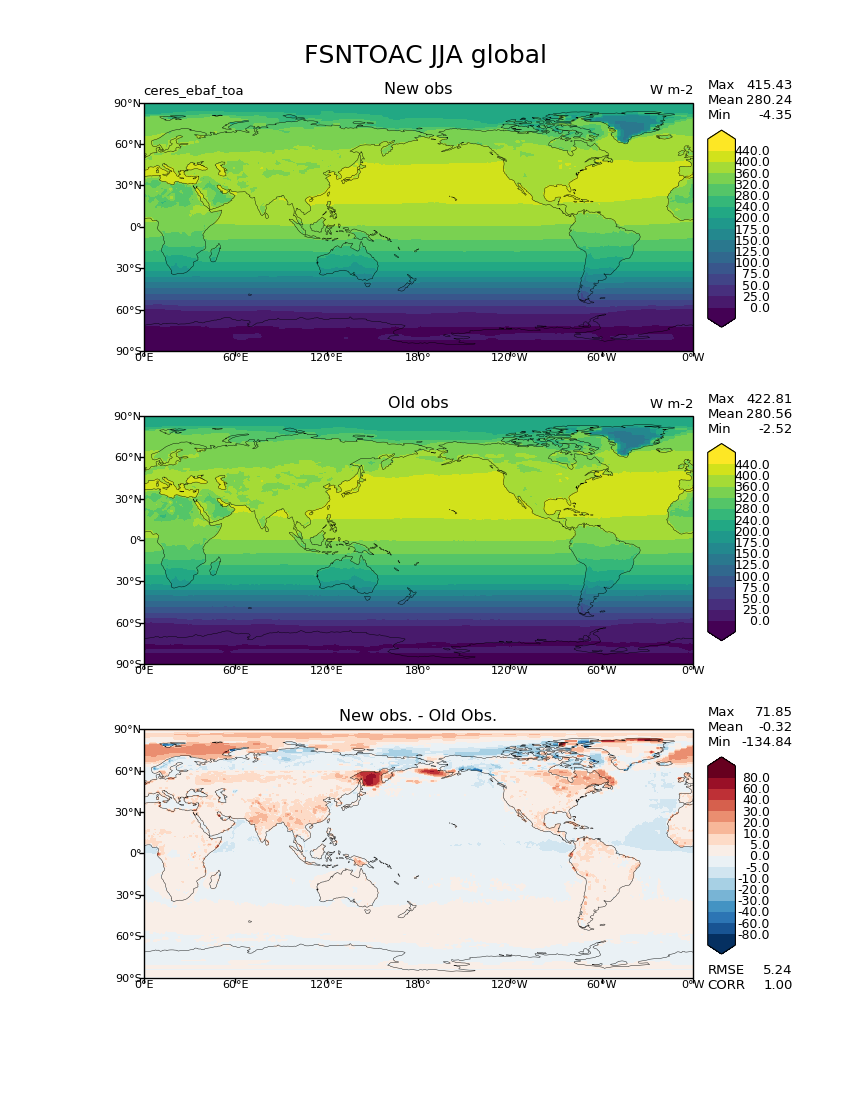 FSNTOAC JJA global
ceres_ebaf_toa New obs W m-2
Max 415.43
Mean 280.24
Min -4.35
90°N
60°N
30°N
0°
30°S
60°S
90°S
0°E 60°E 120°E 180° 120°W 60°W 0°W
440.0
400.0
360.0
320.0
280.0
240.0
200.0
175.0
150.0
125.0
100.0
75.0
50.0
25.0
0.0
Old obs W m-2
Max 422.81
Mean 280.56
Min -2.52
90°N
60°N
30°N
0°
30°S
60°S
90°S
0°E 60°E 120°E 180° 120°W 60°W 0°W
440.0
400.0
360.0
320.0
280.0
240.0
200.0
175.0
150.0
125.0
100.0
75.0
50.0
25.0
0.0
New obs. - Old Obs.
Max 71.85
Mean -0.32
Min -134.84
90°N
60°N
30°N
0°
30°S
60°S
90°S
0°E 60°E 120°E 180° 120°W 60°W 0°W
80.0
60.0
40.0
30.0
20.0
10.0
5.0
0.0
-5.0
-10.0
-20.0
-30.0
-40.0
-60.0
-80.0
RMSE 5.24
CORR 1.00